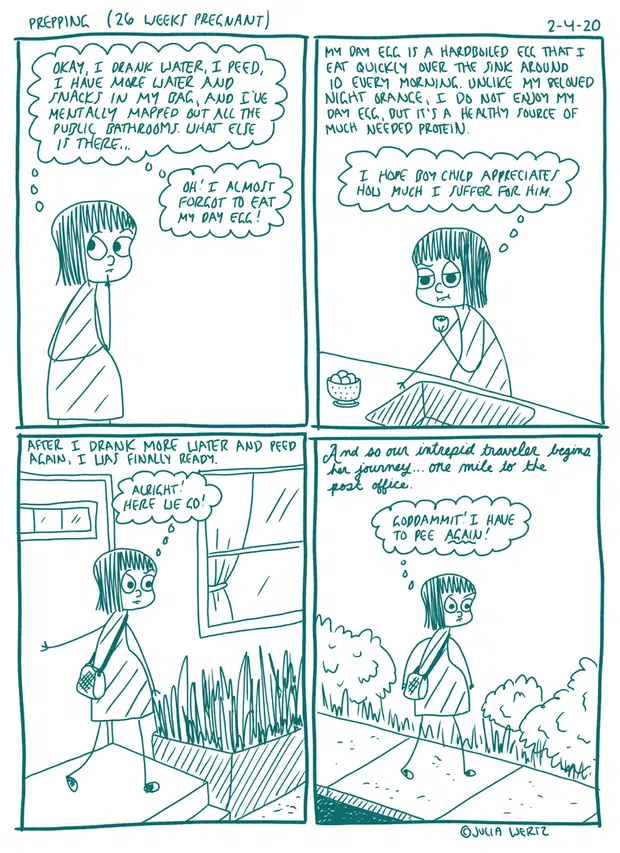 PREPPING (26 WEEKS PREGNANT)
2-4-20
OKAY, I DRANK WATER, I PEED,
I HAVE MORE WATER AND
SNACKS IN MY BAG, AND I'VE
MENTALLY MAPPED OUT ALL THE
PUBLIC BATHROOMS. WHAT ELSE
IS THERE...
OH! I ALMOST
FORGOT TO EAT
MY DAY EGG!
MY DAY EGG IS A HARDBOILED EGG THAT I
EAT QUICKLY OVER THE SINK AROUND
10 EVERY MORNING. UNLIKE MY BELOVED
NIGHT ORANGE, I DO NOT ENJOY MY
DAY EGG, BUT IT'S A HEALTHY SOURCE OF
MUCH NEEDED PROTEIN.
I HOPE BOY CHILD APPRECIATES
HOW MUCH I SUFFER FOR HIM.
AFTER I DRANK MORE WATER AND PEED
AGAIN, I WAS FINALLY READY.
ALRIGHT!
HERE WE GO!
And so our intrepid traveler begins
her journey... one mile to the
post office.
GODDAMMIT! I HAVE
TO PEE AGAIN!
©JULIA WERTZ